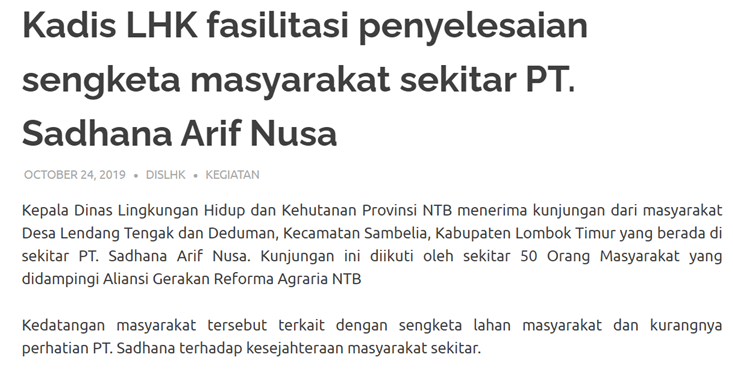 Kadis LHK fasilitasi penyelesaian
sengketa masyarakat sekitar PT.
Sadhana Arif Nusa
OCTOBER 24, 2019 • DISLHK • KEGIATAN
Kepala Dinas Lingkungan Hidup dan Kehutanan Provinsi NTB menerima kunjungan dari masyarakat
Desa Lendang Tengak dan Deduman, Kecamatan Sambelia, Kabupaten Lombok Timur yang berada di
sekitar PT. Sadhana Arif Nusa. Kunjungan ini diikuti oleh sekitar 50 Orang Masyarakat yang
didampingi Aliansi Gerakan Reforma Agraria NTB
Kedatangan masyarakat tersebut terkait dengan sengketa lahan masyarakat dan kurangnya
perhatian PT. Sadhana terhadap kesejahteraan masyarakat sekitar.